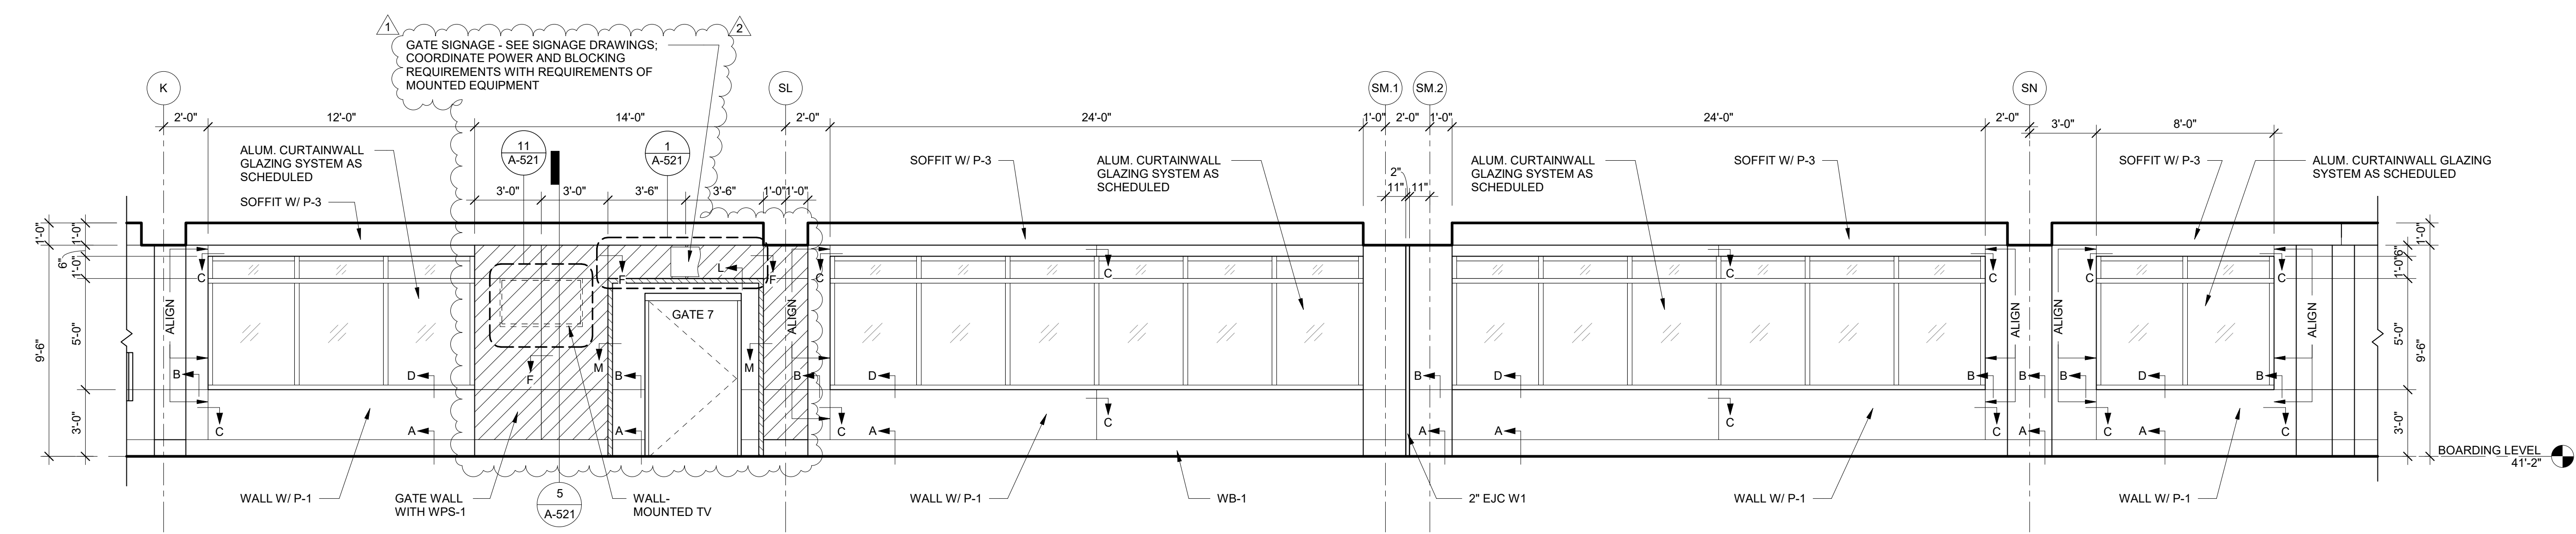 1
2
GATE SIGNAGE - SEE SIGNAGE DRAWINGS;
COORDINATE POWER AND BLOCKING
REQUIREMENTS WITH REQUIREMENTS OF
MOUNTED EQUIPMENT
K
SL
SM.1
SM.2
SN
2'-0"
12'-0"
14'-0"
2'-0"
24'-0"
1'-0"
2'-0"
1'-0"
24'-0"
2'-0"
3'-0"
8'-0"
11
A-521
1
A-521
ALUM. CURTAINWALL
GLAZING SYSTEM AS
SCHEDULED
SOFFIT W/ P-3
SOFFIT W/ P-3
ALUM. CURTAINWALL
GLAZING SYSTEM AS
SCHEDULED
ALUM. CURTAINWALL
GLAZING SYSTEM AS
SCHEDULED
SOFFIT W/ P-3
SOFFIT W/ P-3
ALUM. CURTAINWALL GLAZING
SYSTEM AS SCHEDULED
3'-0"
3'-0"
3'-6"
3'-6"
1'-0"
1'-0"
2"
11"
11"
1'-0"
1'-0"
6"
1'-0"
5'-0"
9'-6"
3'-0"
1'-0"
6"
1'-0"
5'-0"
9'-6"
3'-0"
C
F
L
F
C
C
C
C
C
C
ALIGN
ALIGN
ALIGN
ALIGN
ALIGN
GATE 7
B
D
F
M
B
M
B
D
B
D
B
B
B
D
B
C
A
A
C
A
C
A
A
C
C
A
C
A
C
BOARDING LEVEL
41'-2"
WALL W/ P-1
GATE WALL
WITH WPS-1
5
A-521
WALL-
MOUNTED TV
WALL W/ P-1
WB-1
2" EJC W1
WALL W/ P-1
WALL W/ P-1